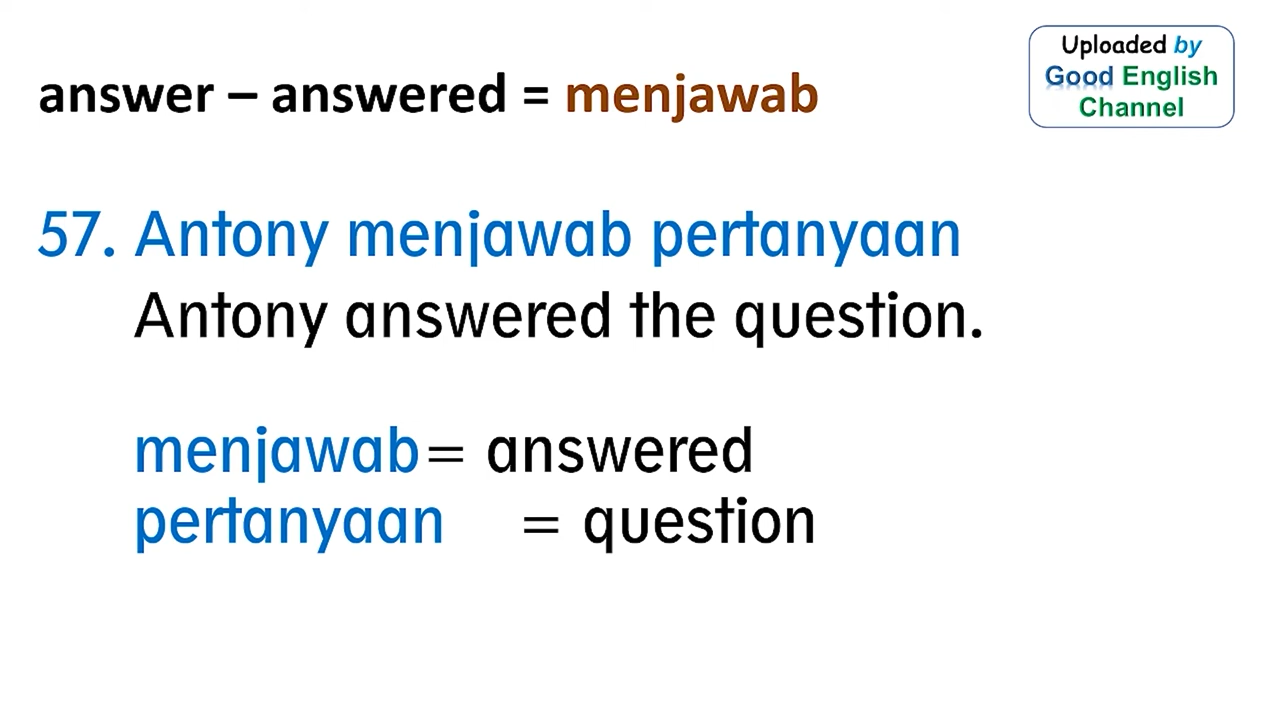 Uploaded by
Good English
Channel
answer – answered = menjawab
57. Antony menjawab pertanyaan
Antony answered the question.
menjawab = answered
pertanyaan = question